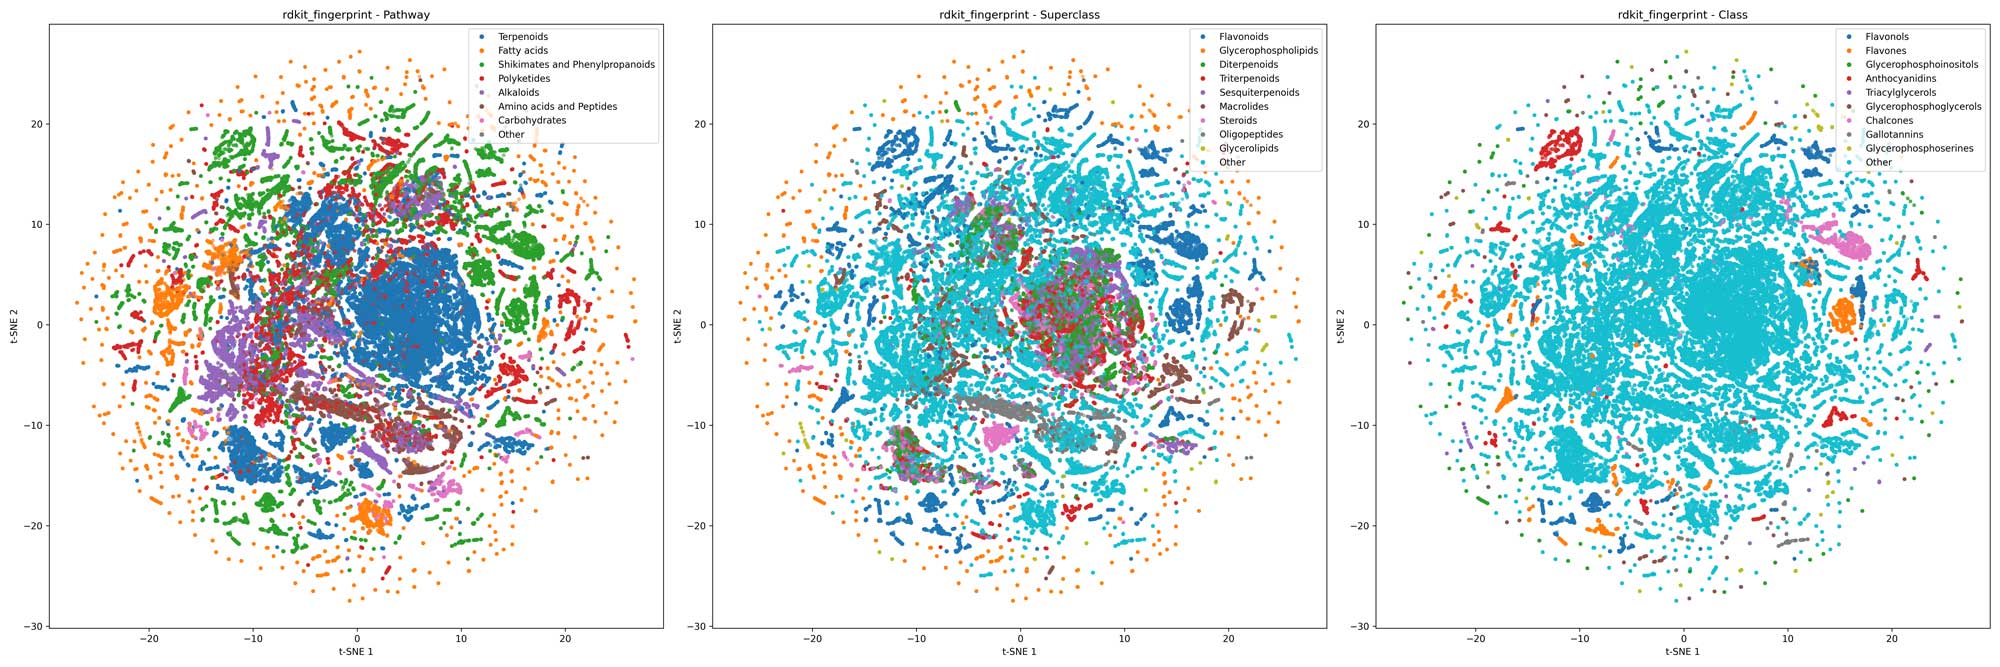 rdkit_fingerprint - Pathway
Terpenoids
Fatty acids
Shikimates and Phenylpropanoids
Polyketides
Alkaloids
Amino acids and Peptides
Carbohydrates
Other
20
10
0
−10
−20
−30
t-SNE 2
−20
−10
0
10
20
t-SNE 1
rdkit_fingerprint - Superclass
Flavonoids
Glycerophospholipids
Diterpenoids
Triterpenoids
Sesquiterpenoids
Macrolides
Steroids
Oligopeptides
Glycerolipids
Other
20
10
0
−10
−20
−30
t-SNE 2
−20
−10
0
10
20
t-SNE 1
rdkit_fingerprint - Class
Flavonols
Flavones
Glycerophosphoinositols
Anthocyanidins
Triacylglycerols
Glycerophosphoglycerols
Chalcones
Gallotannins
Glycerophosphoserines
Other
20
10
0
−10
−20
−30
t-SNE 2
−20
−10
0
10
20
t-SNE 1